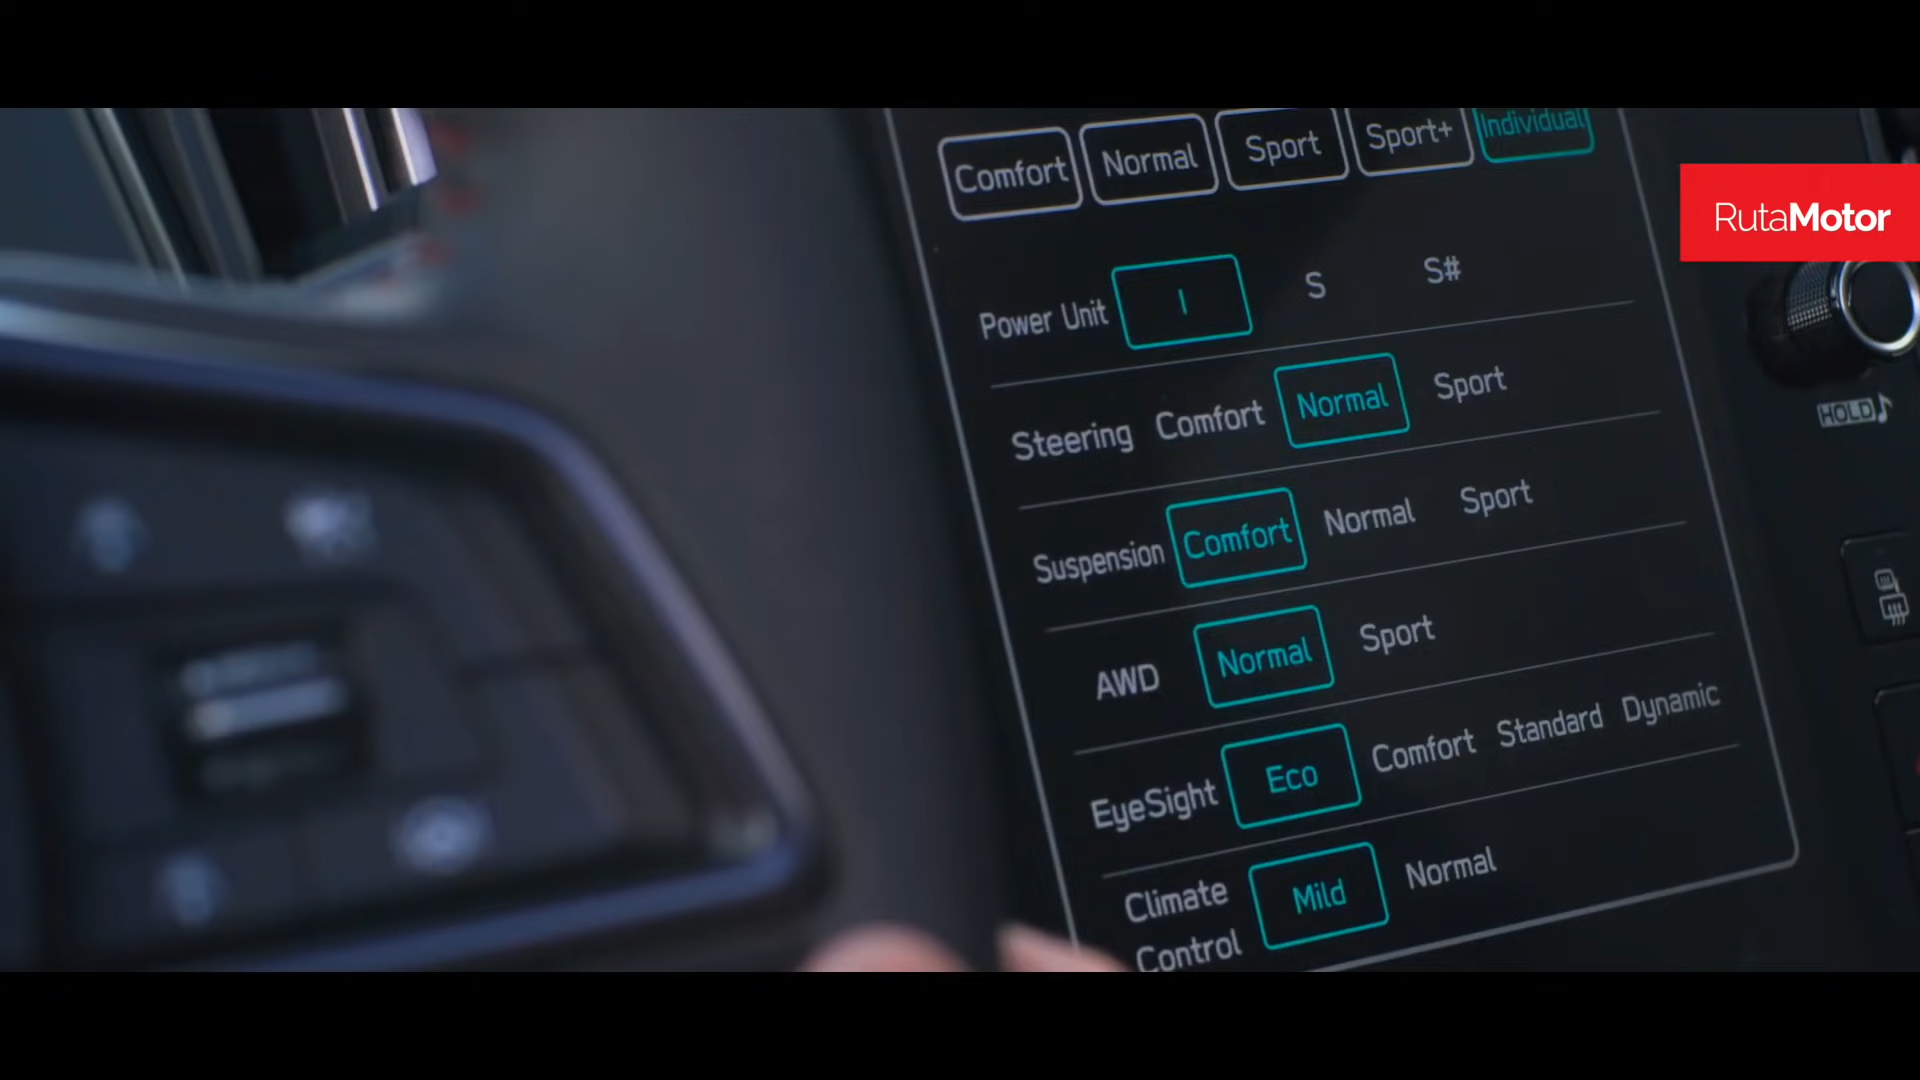 Comfort Normal Sport Sport+ Individual
RutaMotor
Power Unit I S S#
Steering Comfort Normal Sport
HOLD
Suspension Comfort Normal Sport
AWD Normal Sport
EyeSight Eco Comfort Standard Dynamic
Climate Control Mild Normal